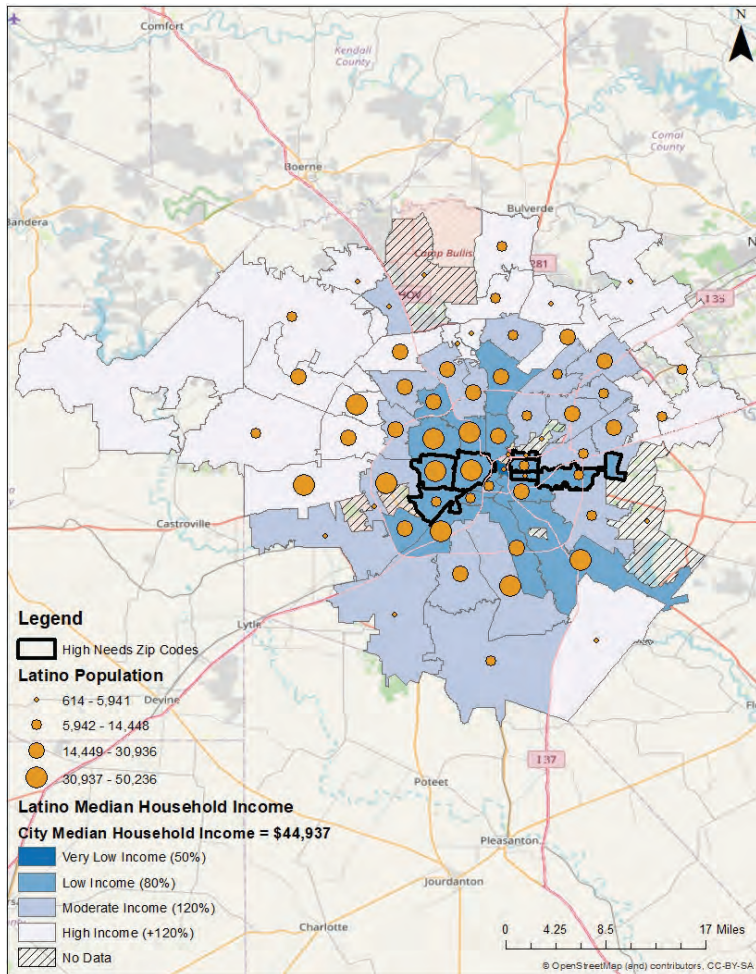 N
Comfort
Kendall
County
Comal
County
Boerne
Bandera
Bulverde
Camp Bullis
281
HOV
I 35
Castroville
Lytle
Devine
I 37
Poteet
Pleasanton
Jourdanton
Charlotte
Legend
High Needs Zip Codes
Latino Population
614 - 5,941
5,942 - 14,448
14,449 - 30,936
30,937 - 50,236
Latino Median Household Income
City Median Household Income = $44,937
Very Low Income (50%)
Low Income (80%)
Moderate Income (120%)
High Income (+120%)
No Data
0 4.25 8.5 17 Miles
© OpenStreetMap (and) contributors, CC-BY-SA